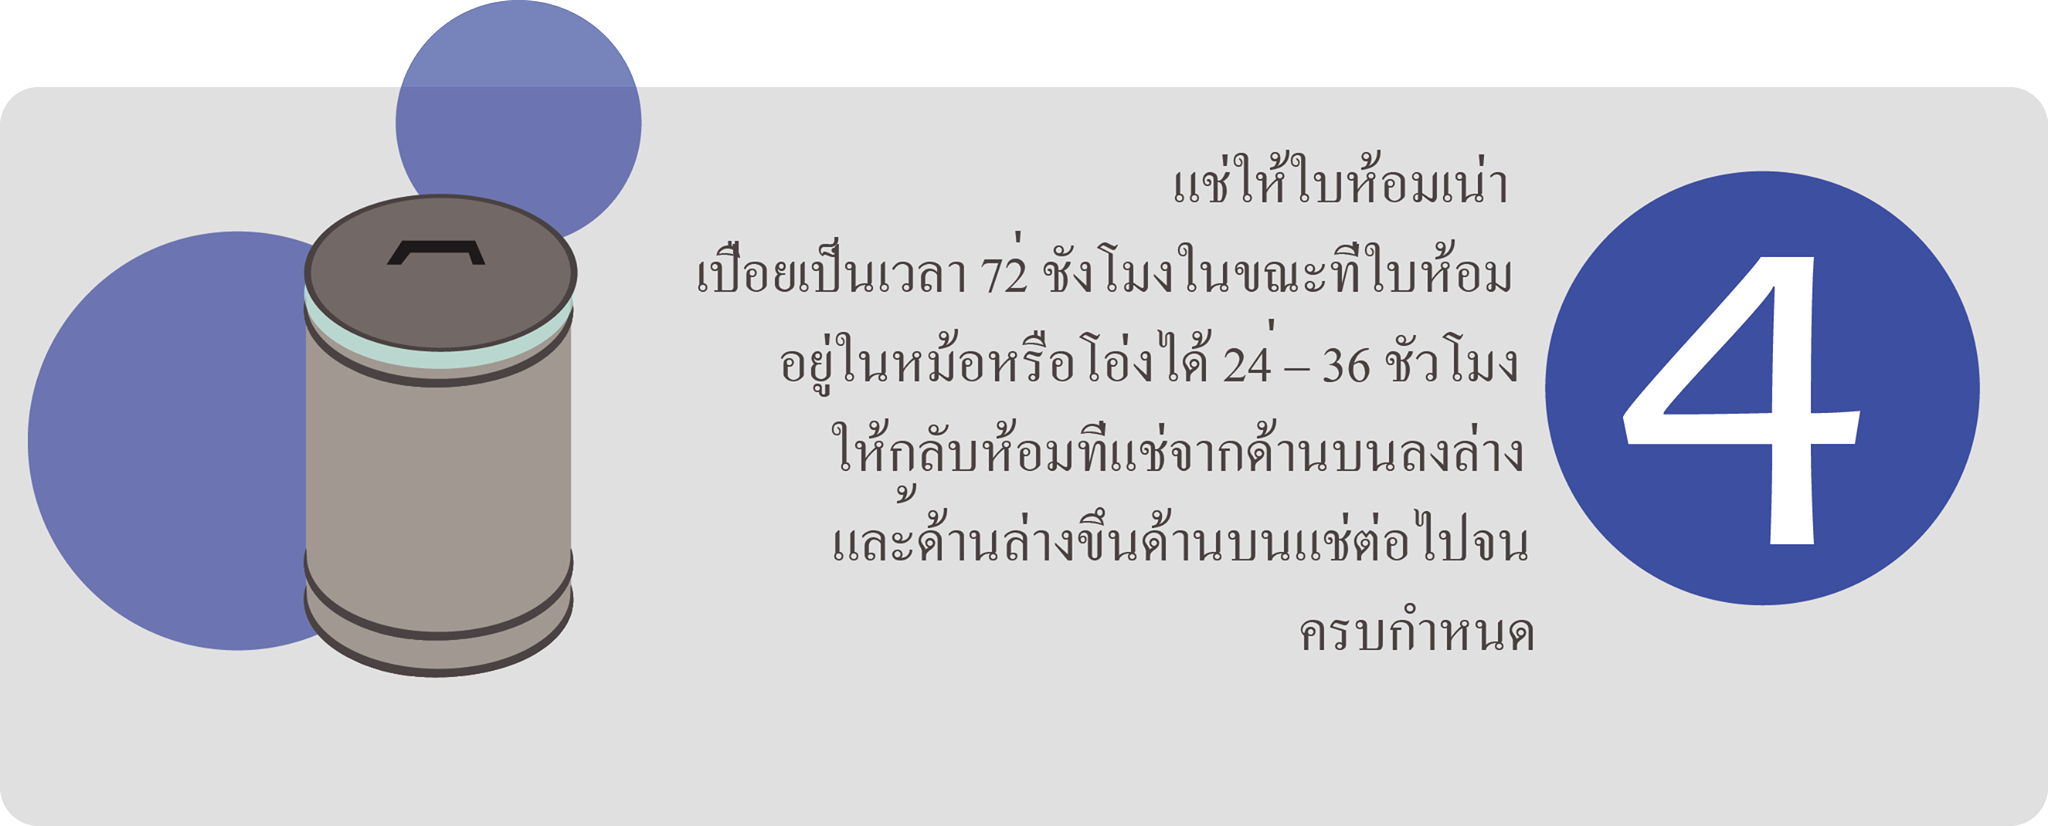 แช่ให้ใบห้อมเน่า
เปื่อยเป็นเวลา 72 ชั่งโมงในขณะที่ใบห้อม
อยู่ในหม้อหรือโอ่งได้ 24 – 36 ชั่วโมง
ให้กลับห้อมที่แช่จากด้านบนลงล่าง
และด้านล่างขึ้นด้านบนแช่ต่อไปจน
ครบกำหนด
4